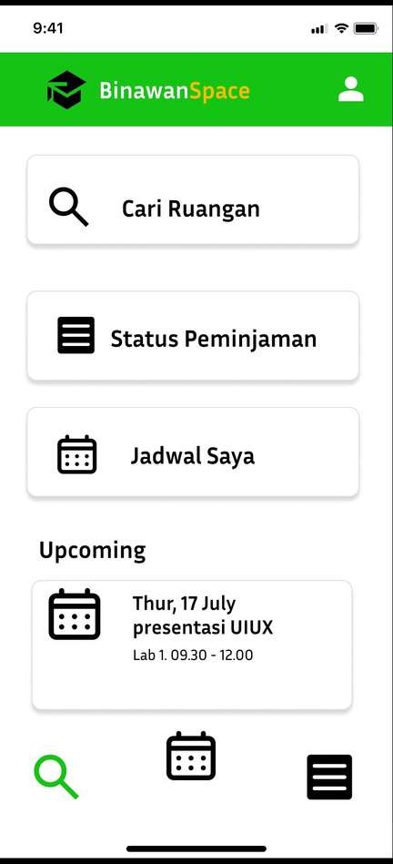 9:41
BinawanSpace
Cari Ruangan
Status Peminjaman
Jadwal Saya
Upcoming
Thur, 17 July
presentasi UIUX
Lab 1. 09.30 - 12.00